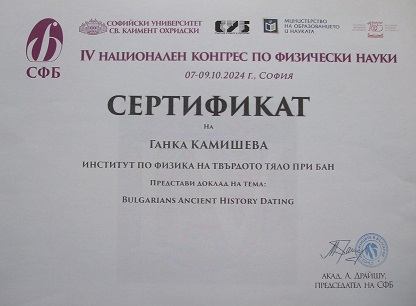 СФБ
СОФИЙСКИ УНИВЕРСИТЕТ
СВ. КЛИМЕНТ ОХРИДСКИ
МИНИСТЕРСТВО
НА ОБРАЗОВАНИЕТО
И НАУКАТА
IV НАЦИОНАЛЕН КОНГРЕС ПО ФИЗИЧЕСКИ НАУКИ
07-09.10.2024 г., СОФИЯ
СЕРТИФИКАТ
НА
ГАНКА КАМИШЕВА
ИНСТИТУТ ПО ФИЗИКА НА ТВЪРДОТО ТЯЛО ПРИ БАН
ПРЕДСТАВИ ДОКЛАД НА ТЕМА:
BULGARIANS ANCIENT HISTORY DATING
АКАД. А. ДРАЙШУ,
ПРЕДСЕДАТЕЛ НА СФБ